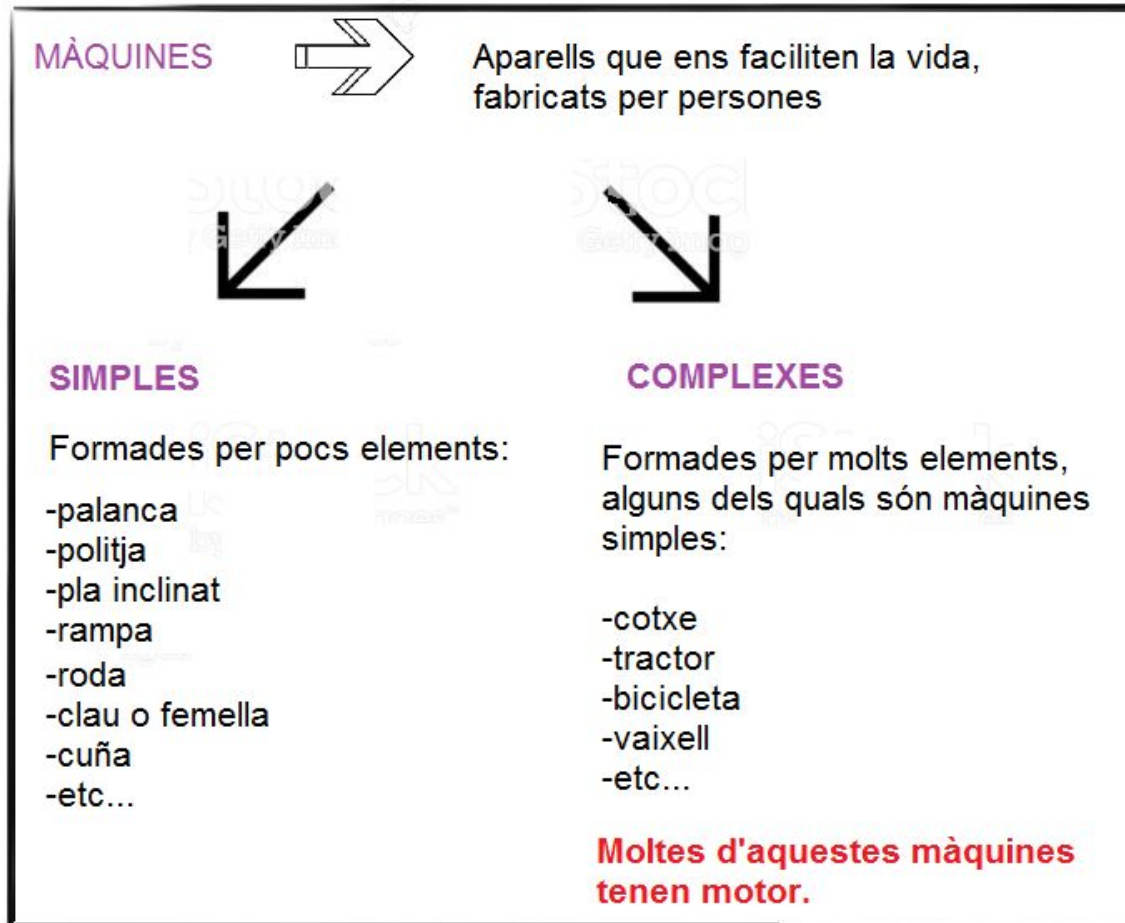 MÀQUINES
Aparells que ens faciliten la vida,
fabricats per persones
SIMPLES
Formades per pocs elements:
-palanca
-politja
-pla inclinat
-rampa
-roda
-clau o femella
-cuña
-etc...
COMPLEXES
Formades per molts elements,
alguns dels quals són màquines
simples:
-cotxe
-tractor
-bicicleta
-vaixell
-etc...
Moltes d'aquestes màquines
tenen motor.